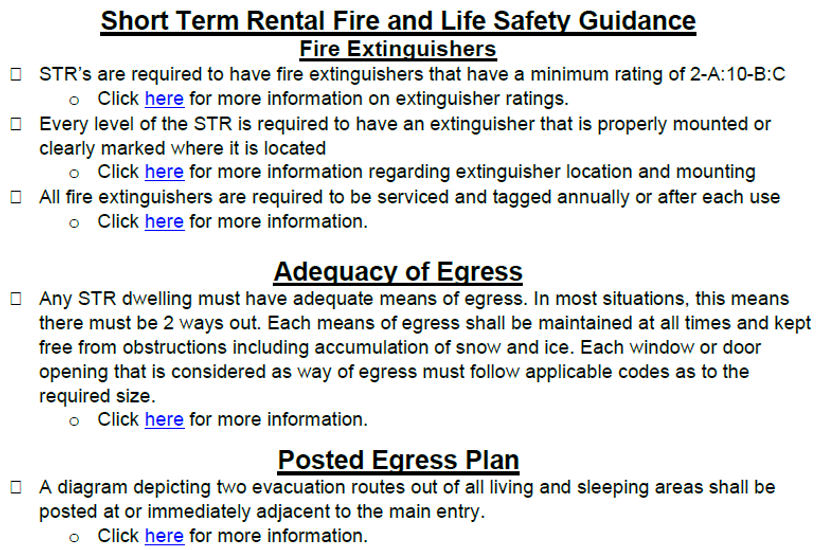 Short Term Rental Fire and Life Safety Guidance
Fire Extinguishers
☐ STR’s are required to have fire extinguishers that have a minimum rating of 2-A:10-B:C
o Click here for more information on extinguisher ratings.
☐ Every level of the STR is required to have an extinguisher that is properly mounted or
clearly marked where it is located
o Click here for more information regarding extinguisher location and mounting
☐ All fire extinguishers are required to be serviced and tagged annually or after each use
o Click here for more information.
Adequacy of Egress
☐ Any STR dwelling must have adequate means of egress. In most situations, this means
there must be 2 ways out. Each means of egress shall be maintained at all times and kept
free from obstructions including accumulation of snow and ice. Each window or door
opening that is considered as way of egress must follow applicable codes as to the
required size.
o Click here for more information.
Posted Egress Plan
☐ A diagram depicting two evacuation routes out of all living and sleeping areas shall be
posted at or immediately adjacent to the main entry.
o Click here for more information.